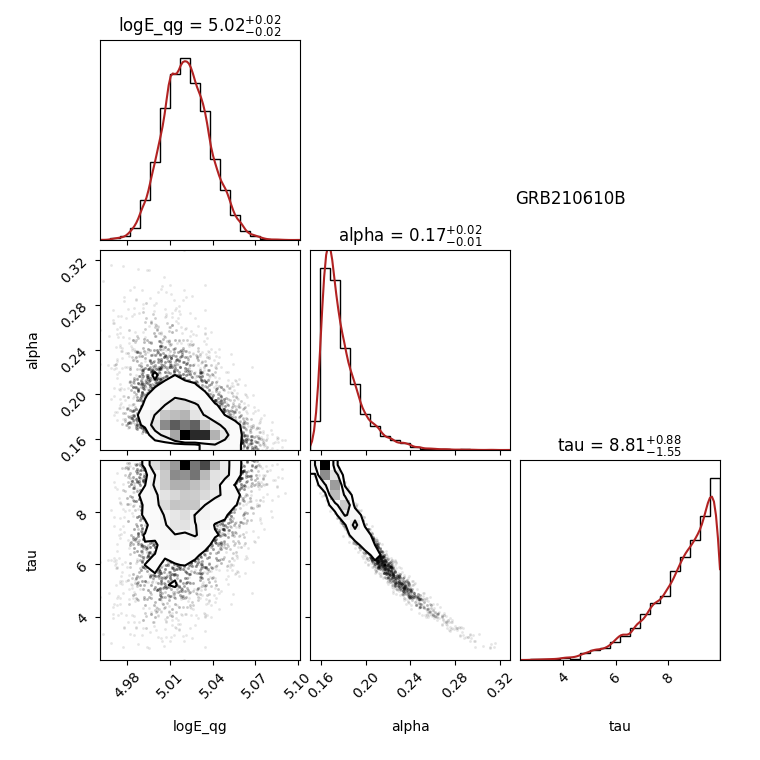 logE_qg = 5.02+0.02 −0.02
GRB210610B
alpha = 0.17+0.02 −0.01
0.32
0.28
0.24
0.20
0.16
alpha
tau = 8.81+0.88 −1.55
8
6
4
tau
4.98
5.01
5.04
5.07
5.10
0.16
0.20
0.24
0.28
0.32
4
6
8
logE_qg
alpha
tau